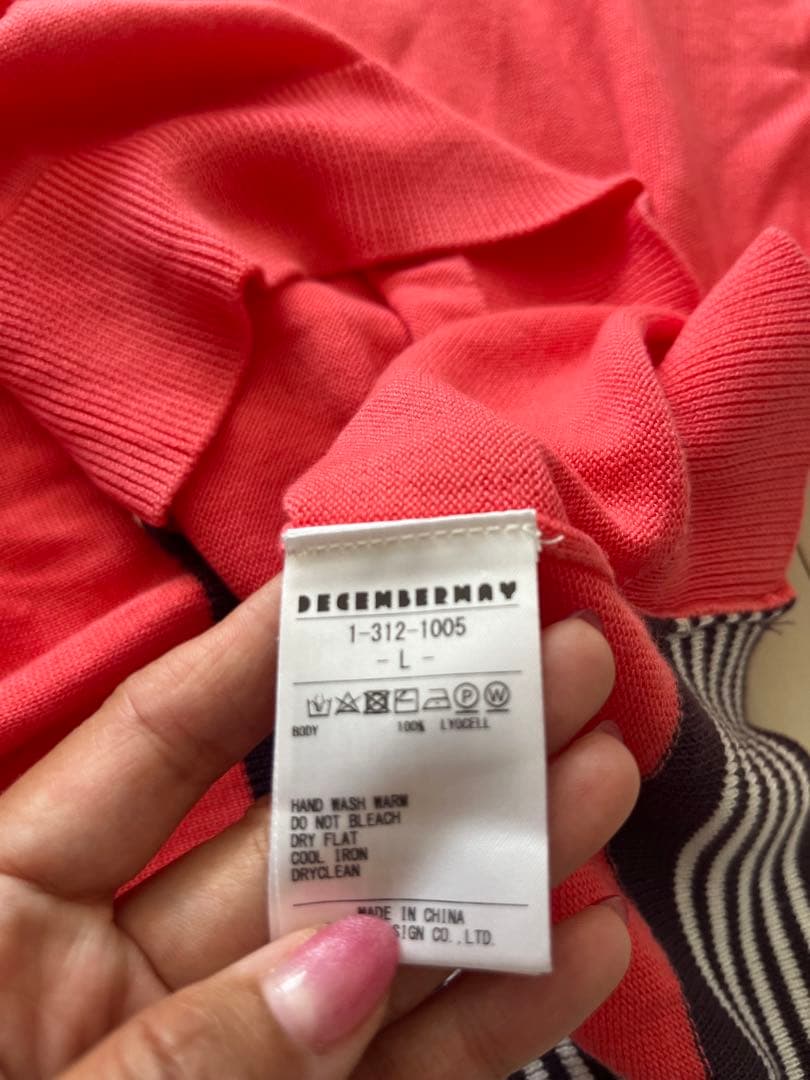 DECEMBERMAY
1-312-1005
- L -
P W
BODY 100% LYOCELL
HAND WASH WARM
DO NOT BLEACH
DRY FLAT
COOL IRON
DRYCLEAN
MADE IN CHINA
CO.,LTD.